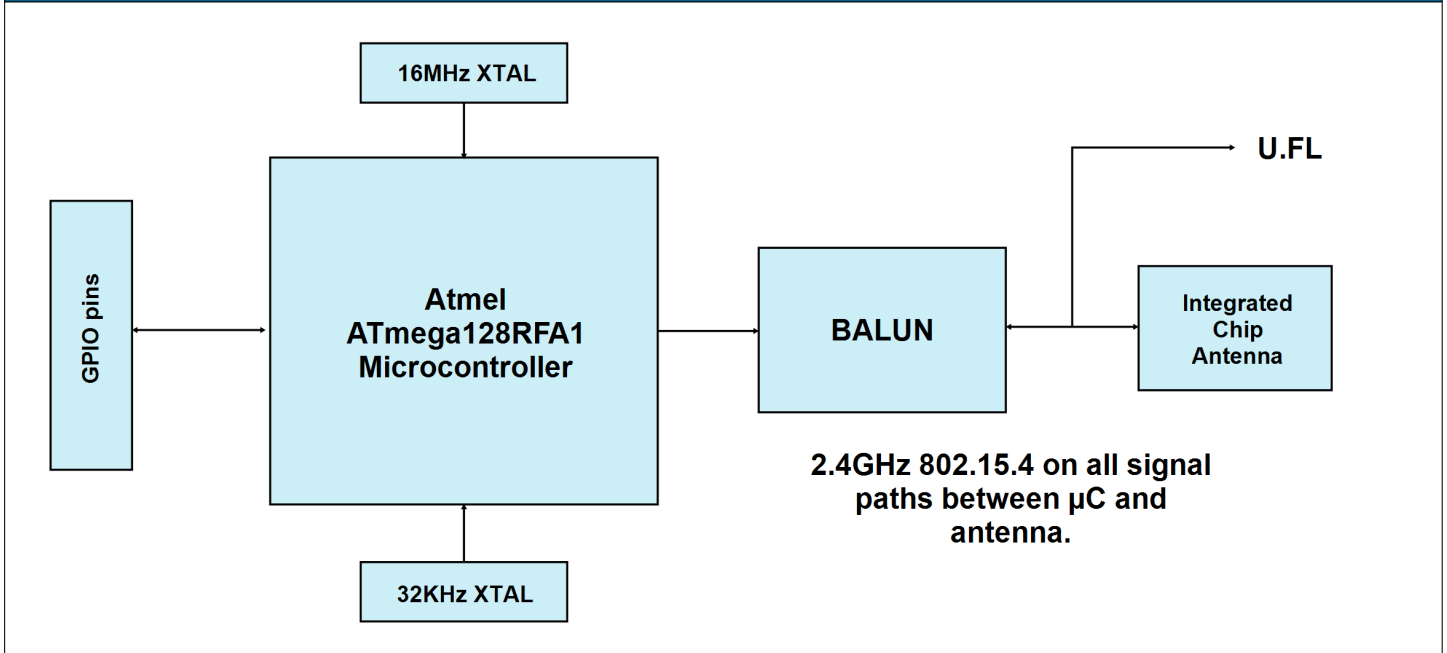 16MHz XTAL
U.FL
GPIO pins
Atmel
ATmega128RFA1
Microcontroller
BALUN
Integrated
Chip
Antenna
2.4GHz 802.15.4 on all signal
paths between µC and
antenna.
32KHz XTAL